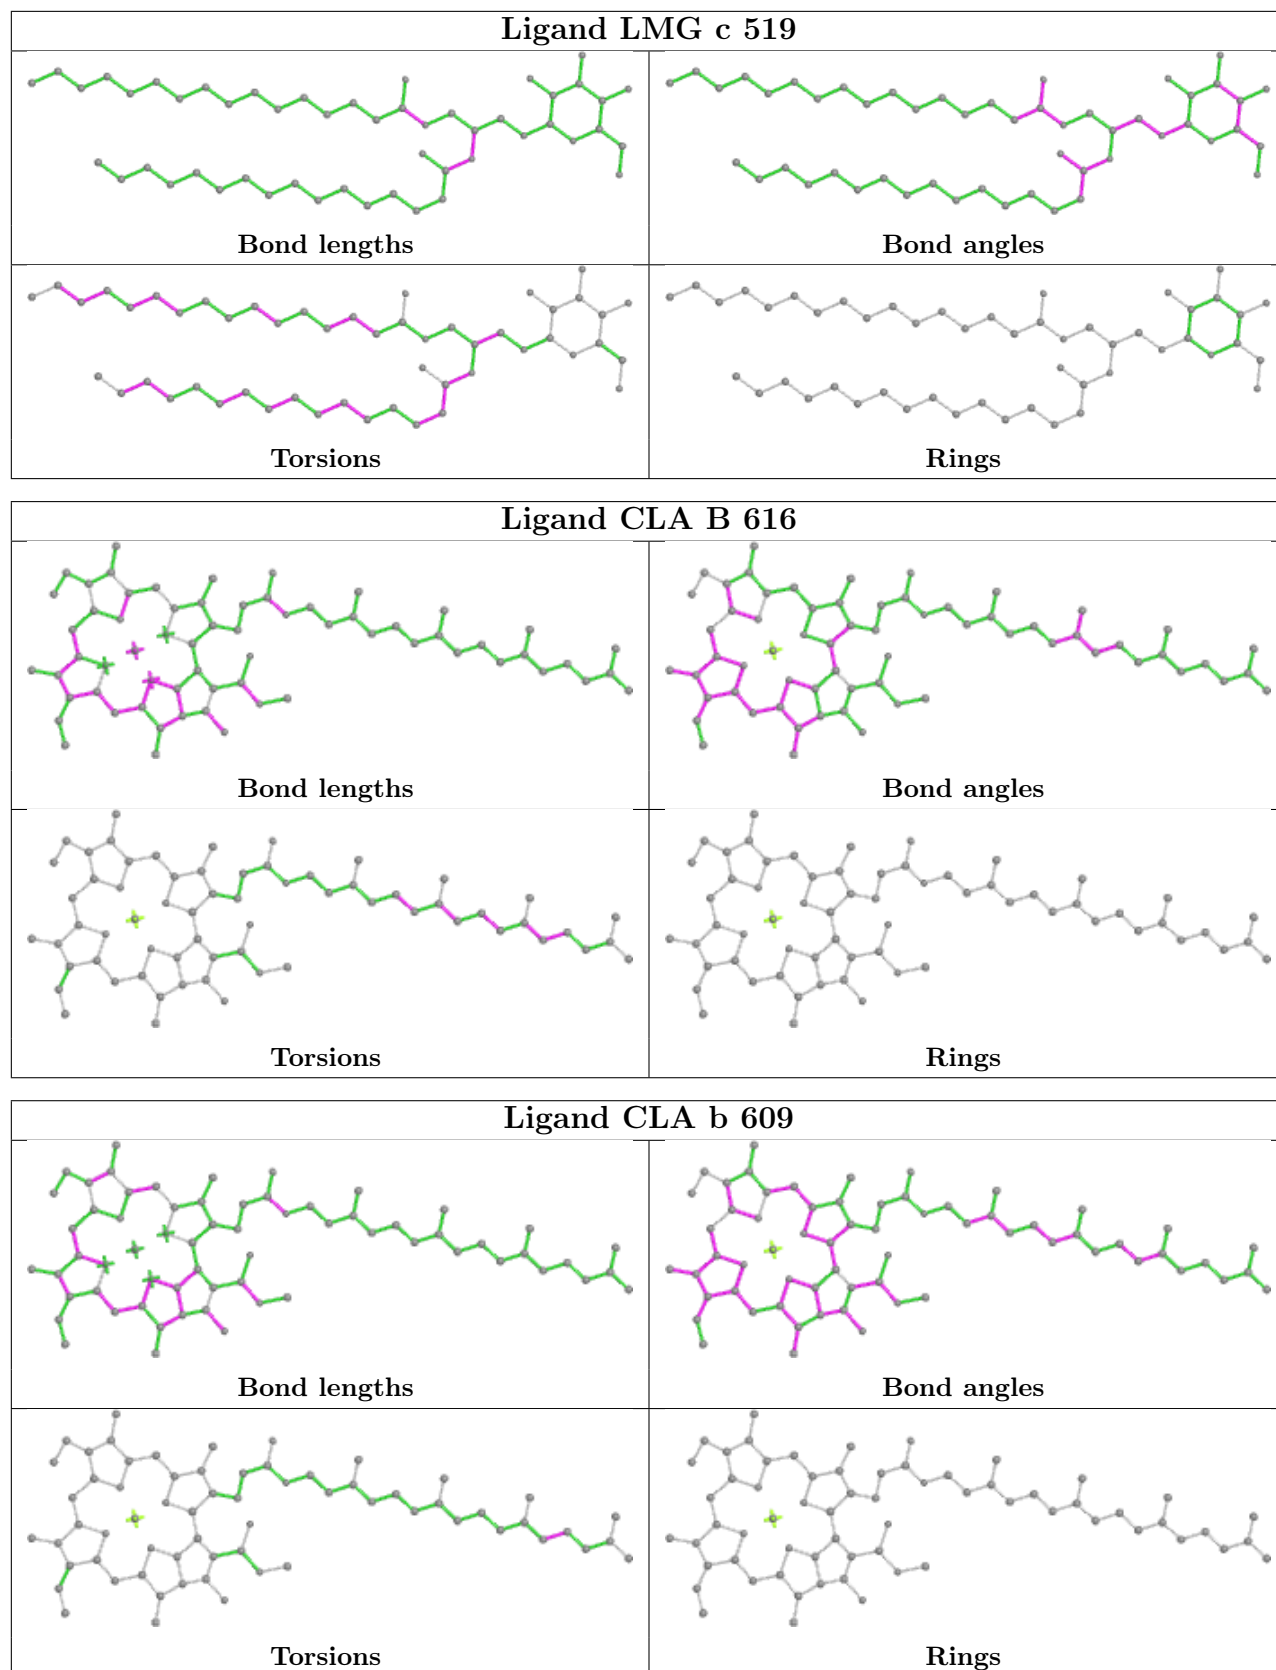 Ligand LMG c 519
Bond lengths
Bond angles
Torsions
Rings
Ligand CLA B 616
Bond lengths
Bond angles
Torsions
Rings
Ligand CLA b 609
Bond lengths
Bond angles
Torsions
Rings